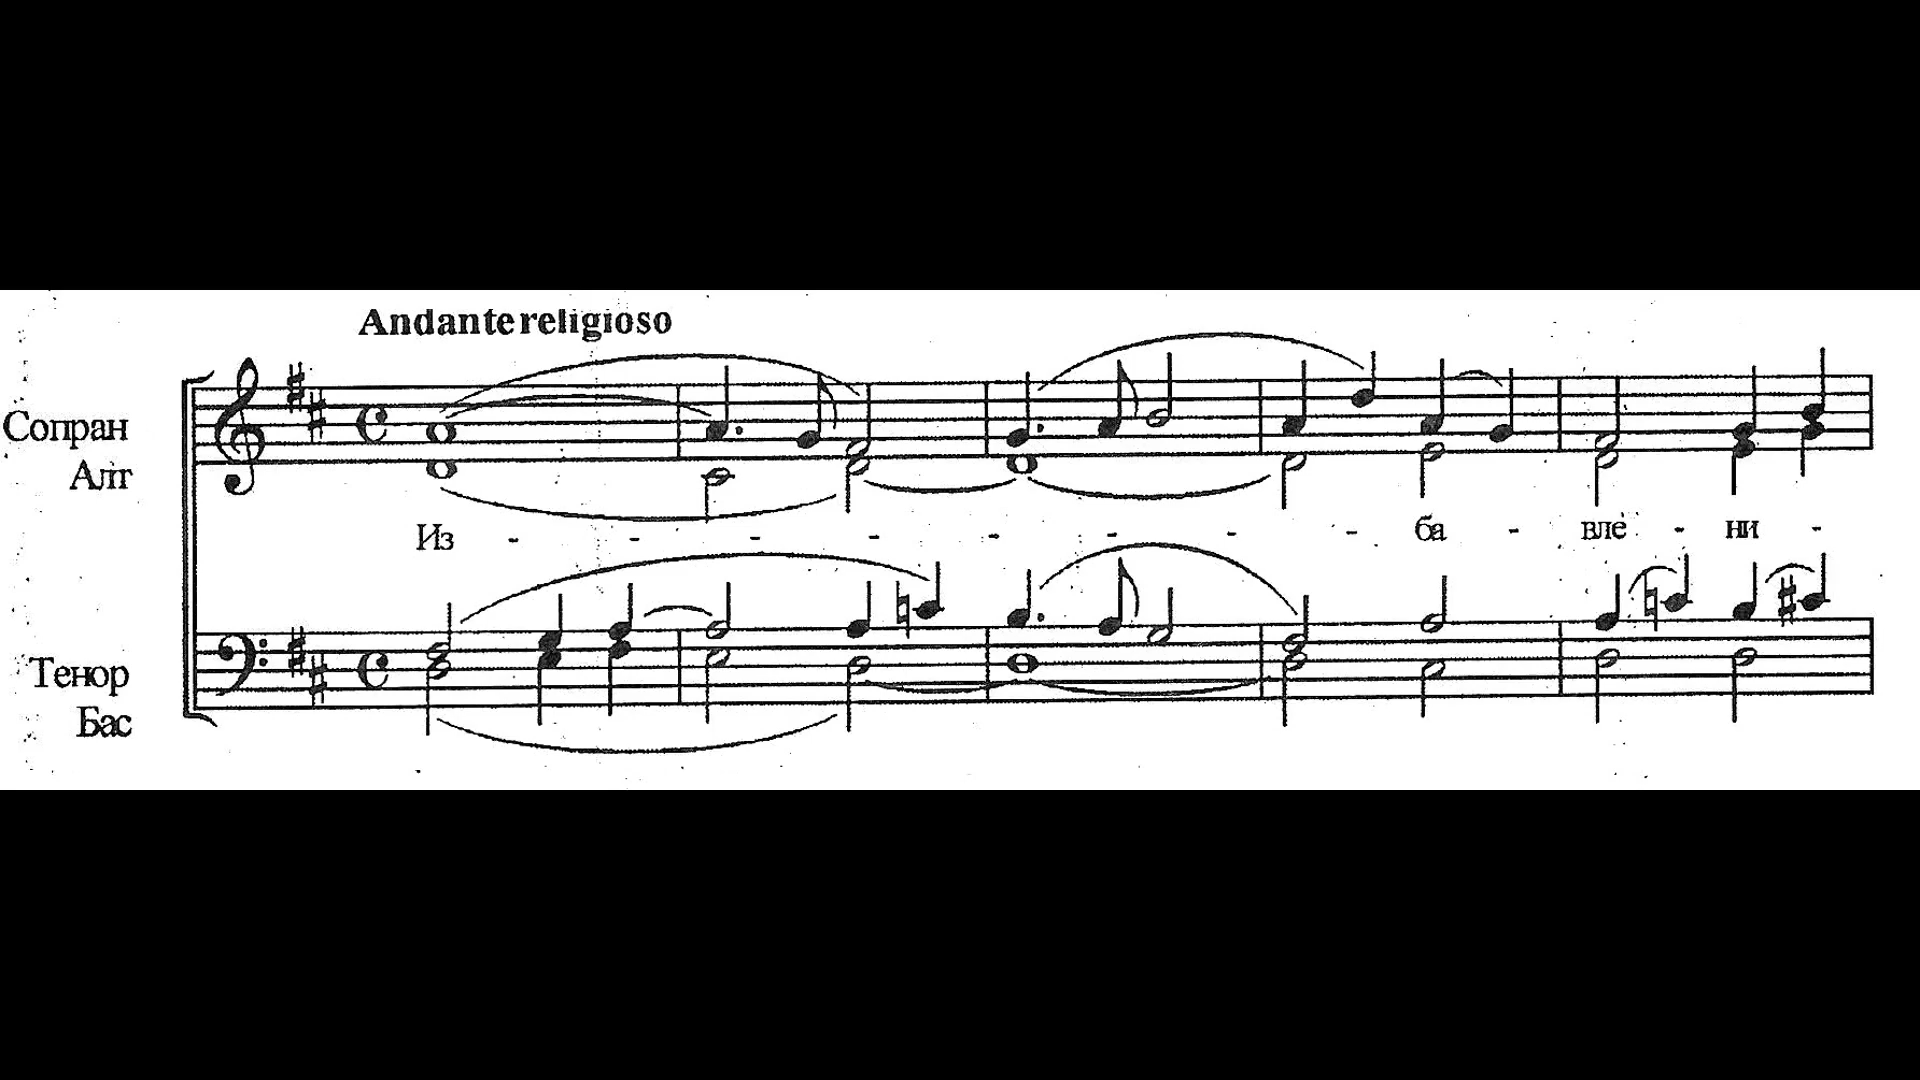 Andante religioso
Сопран
Алт
Из - - - - - - - - ба - вле - ни -
Тенор
Бас